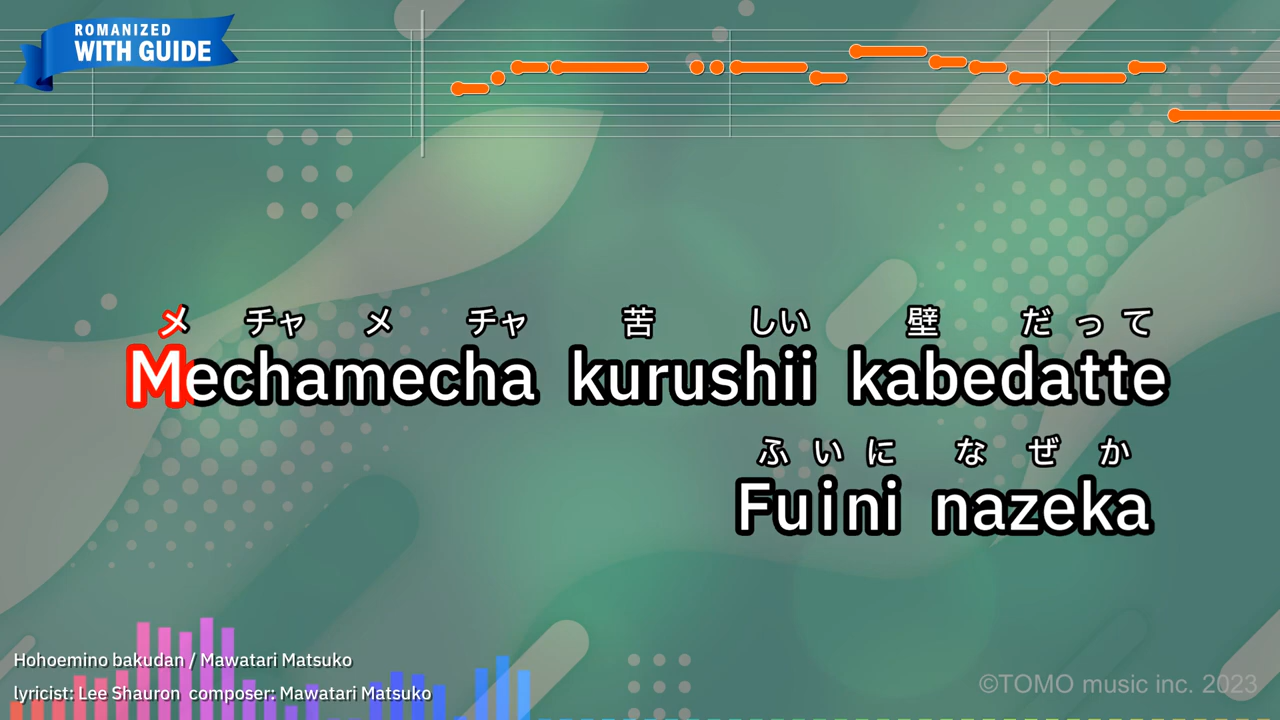 ROMANIZED
WITH GUIDE
メチャメチャ 苦しい 壁だって
Mechamecha kurushii kabedatte
ふいに なぜか
Fuini nazeka
Hohoemino bakudan / Mawatari Matsuko
lyricist: Lee Shauron composer: Mawatari Matsuko
©TOMO music inc. 2023